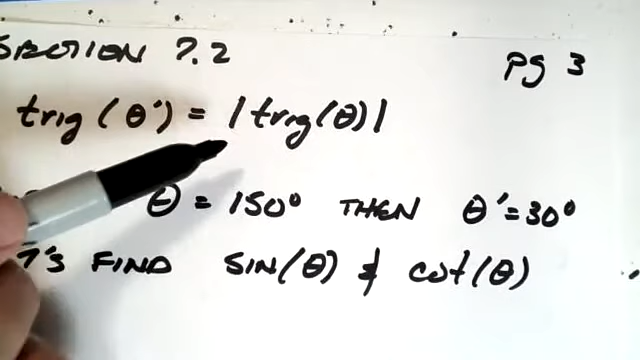 SECTION 7.2
PG 3
trig(θ') = |trig(θ)|
θ = 150° THEN θ' = 30°
FIND SIN(θ) & cot(θ)